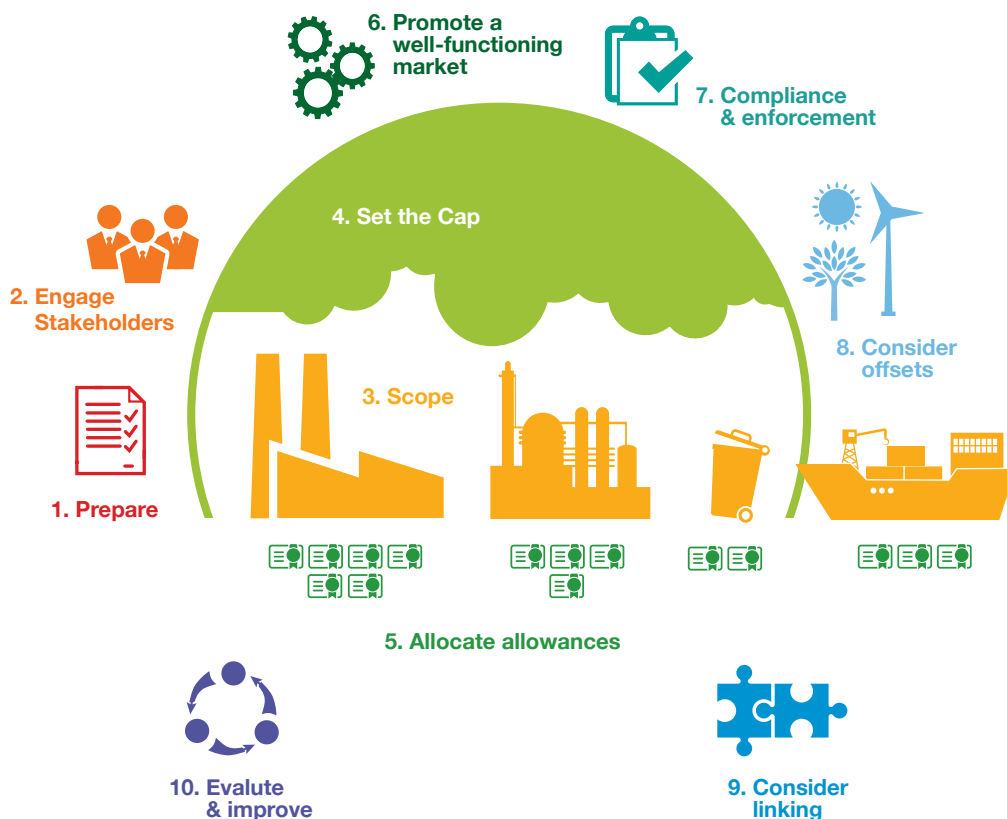 6. Promote a
well-functioning
market
7. Compliance
& enforcement
4. Set the Cap
2. Engage
Stakeholders
8. Consider
offsets
3. Scope
1. Prepare
5. Allocate allowances
10. Evalute
& improve
9. Consider
linking